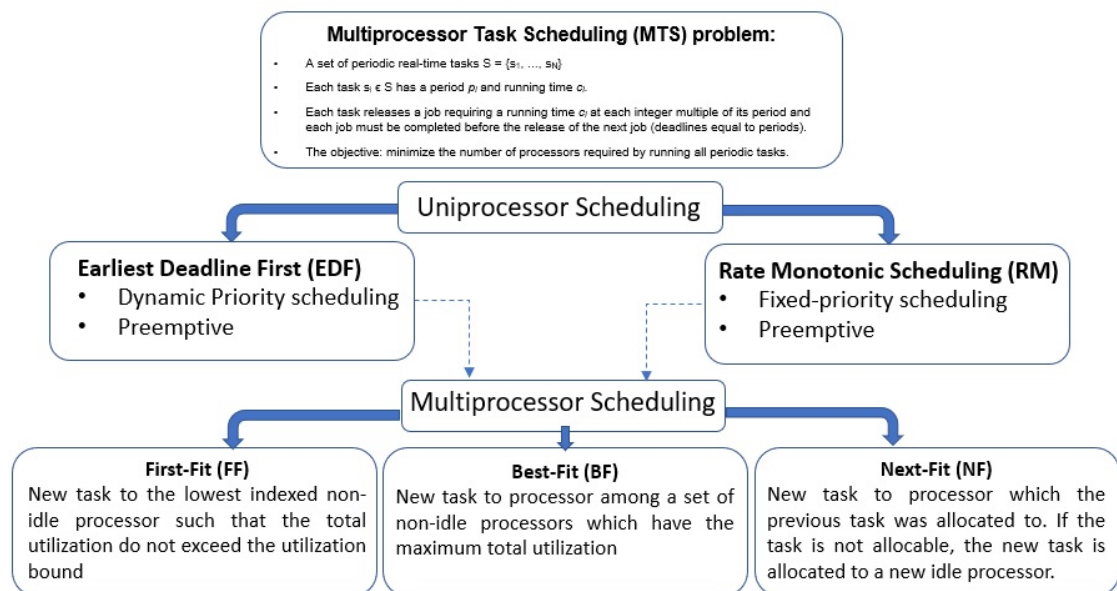 Multiprocessor Task Scheduling (MTS) problem:
• A set of periodic real-time tasks S = {s₁, ..., sN}
• Each task sᵢ ϵ S has a period pᵢ and running time cᵢ.
• Each task releases a job requiring a running time cᵢ at each integer multiple of its period and
each job must be completed before the release of the next job (deadlines equal to periods).
• The objective: minimize the number of processors required by running all periodic tasks.
Uniprocessor Scheduling
Earliest Deadline First (EDF)
• Dynamic Priority scheduling
• Preemptive
Rate Monotonic Scheduling (RM)
• Fixed-priority scheduling
• Preemptive
Multiprocessor Scheduling
First-Fit (FF)
New task to the lowest indexed non-
idle processor such that the total
utilization do not exceed the utilization
bound
Best-Fit (BF)
New task to processor among a set of
non-idle processors which have the
maximum total utilization
Next-Fit (NF)
New task to processor which the
previous task was allocated to. If
the task is not allocable, the new task is
allocated to a new idle processor.